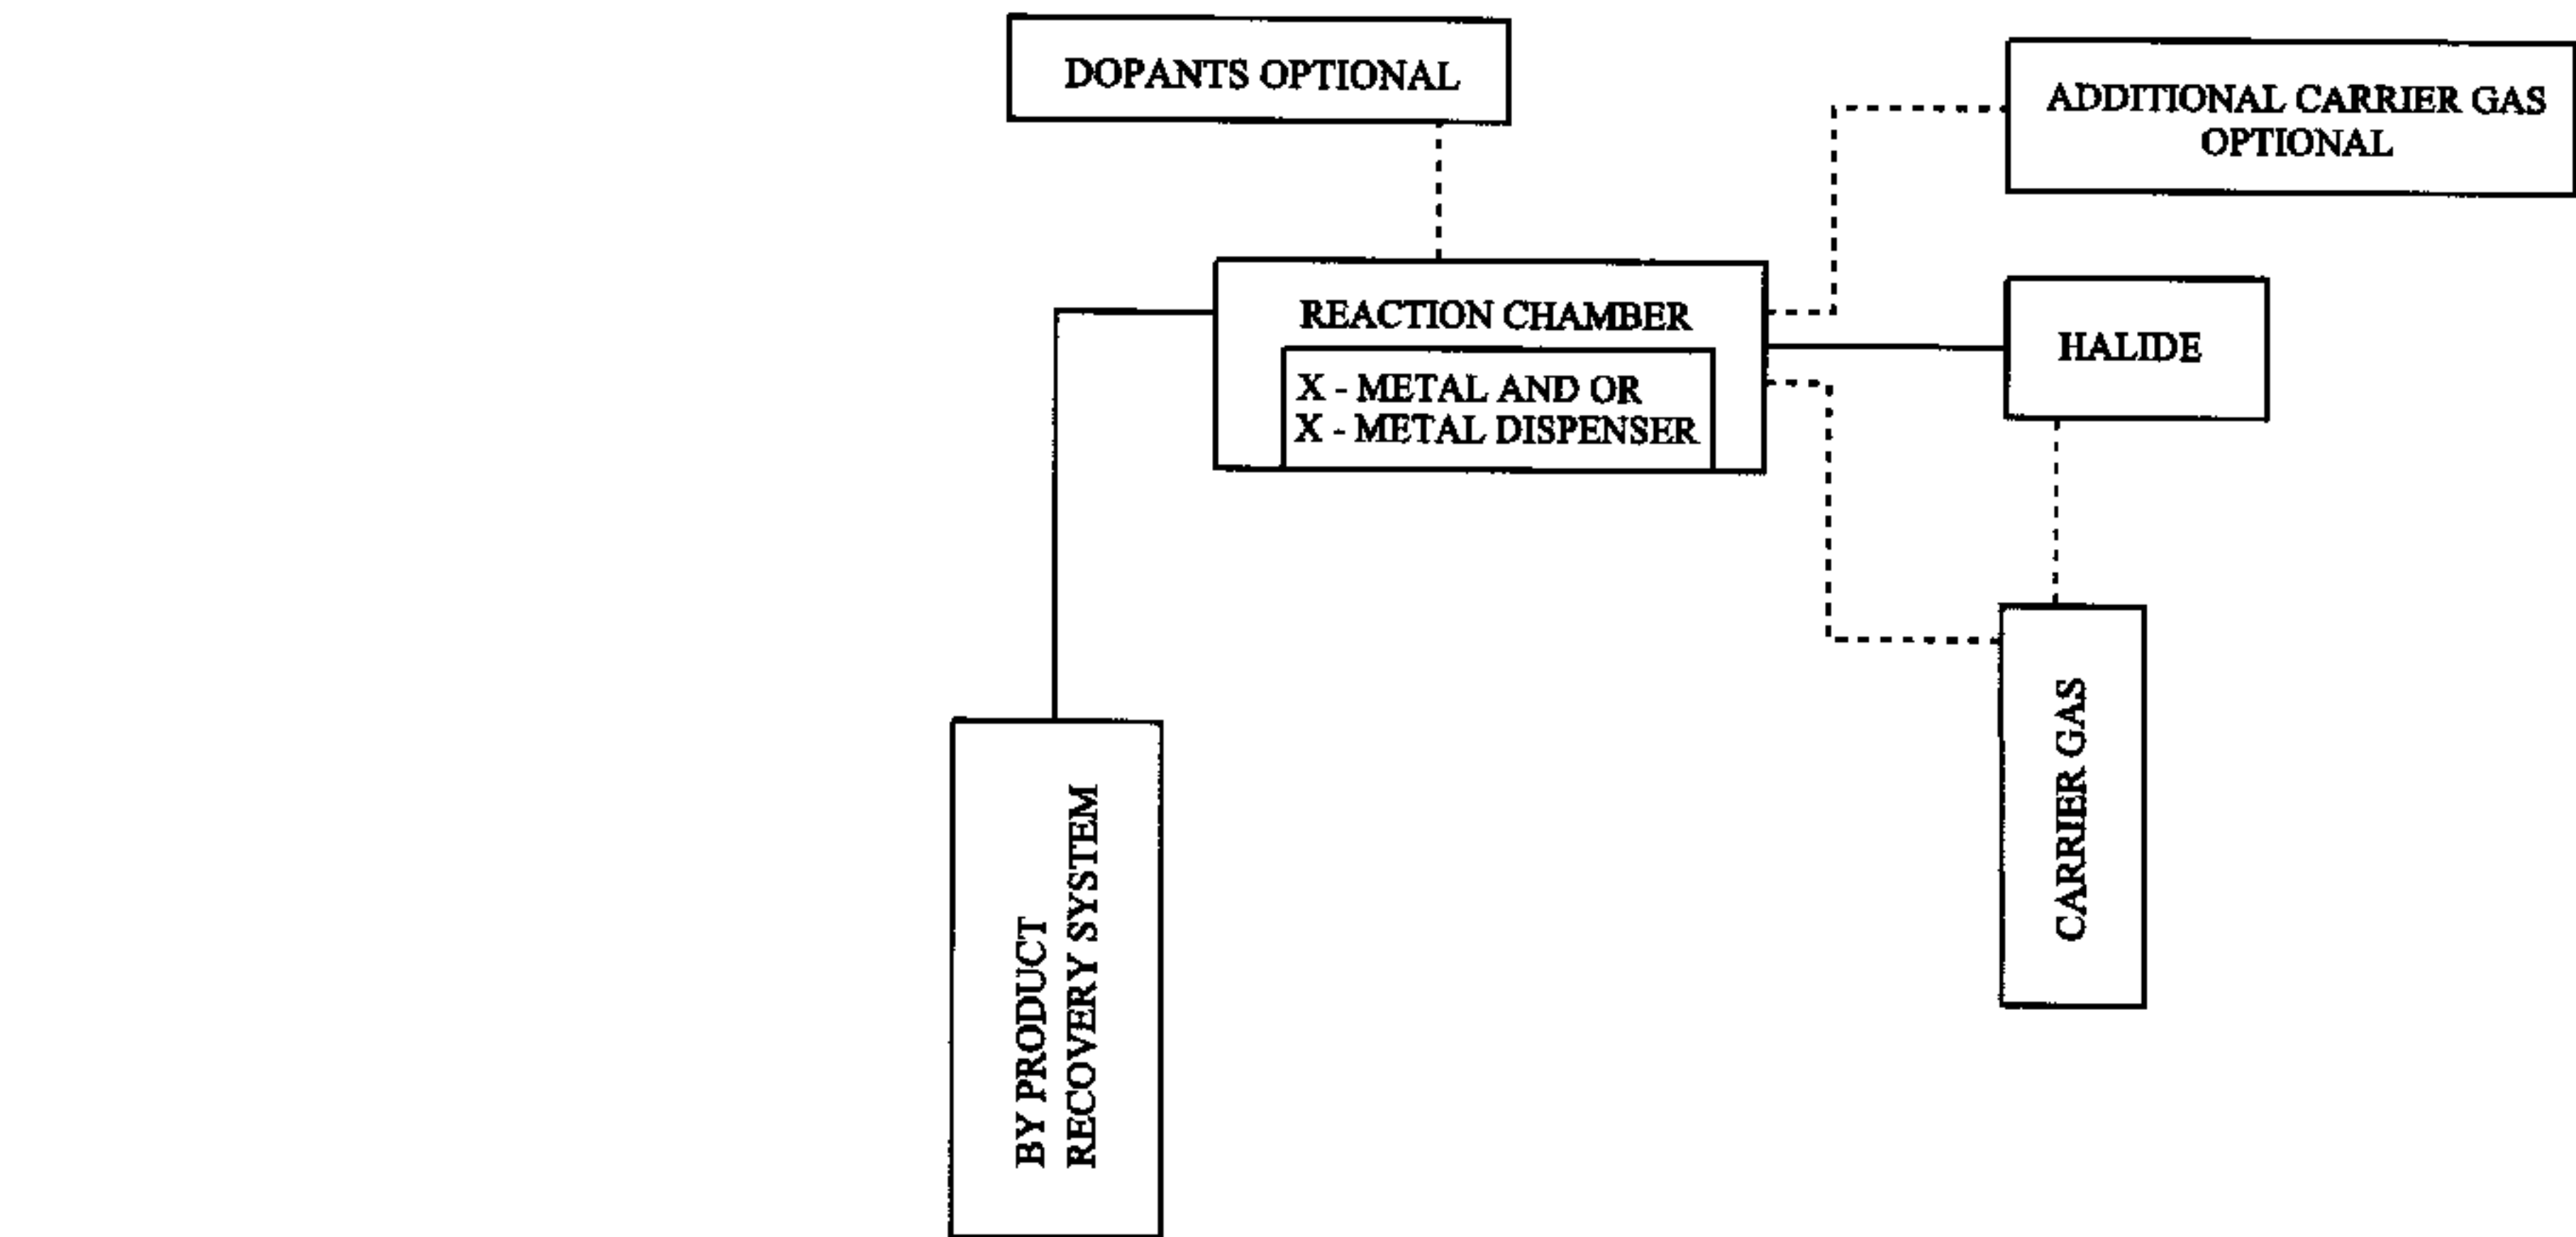 DOPANTS OPTIONAL
ADDITIONAL CARRIER GAS
OPTIONAL
REACTION CHAMBER
X - METAL AND OR
X - METAL DISPENSER
HALIDE
CARRIER GAS
BY PRODUCT
RECOVERY SYSTEM